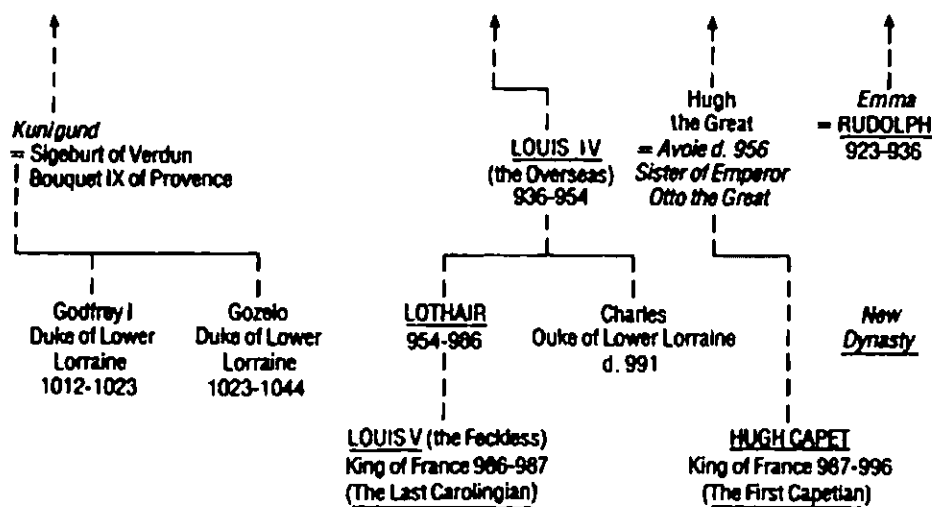 Kunigund
= Sigeburt of Verdun
Bouquet IX of Provence
LOUIS IV
(the Overseas)
936-954
Hugh
the Great
= Avoie d. 956
Sister of Emperor
Otto the Great
Emma
= RUDOLPH
923-936
Godfrey I
Duke of Lower
Lorraine
1012-1023
Gozelo
Duke of Lower
Lorraine
1023-1044
LOTHAIR
954-986
Charles
Duke of Lower Lorraine
d. 991
New
Dynasty
LOUIS V (the Feckless)
King of France 986-987
(The Last Carolingian)
HUGH CAPET
King of France 987-996
(The First Capetian)